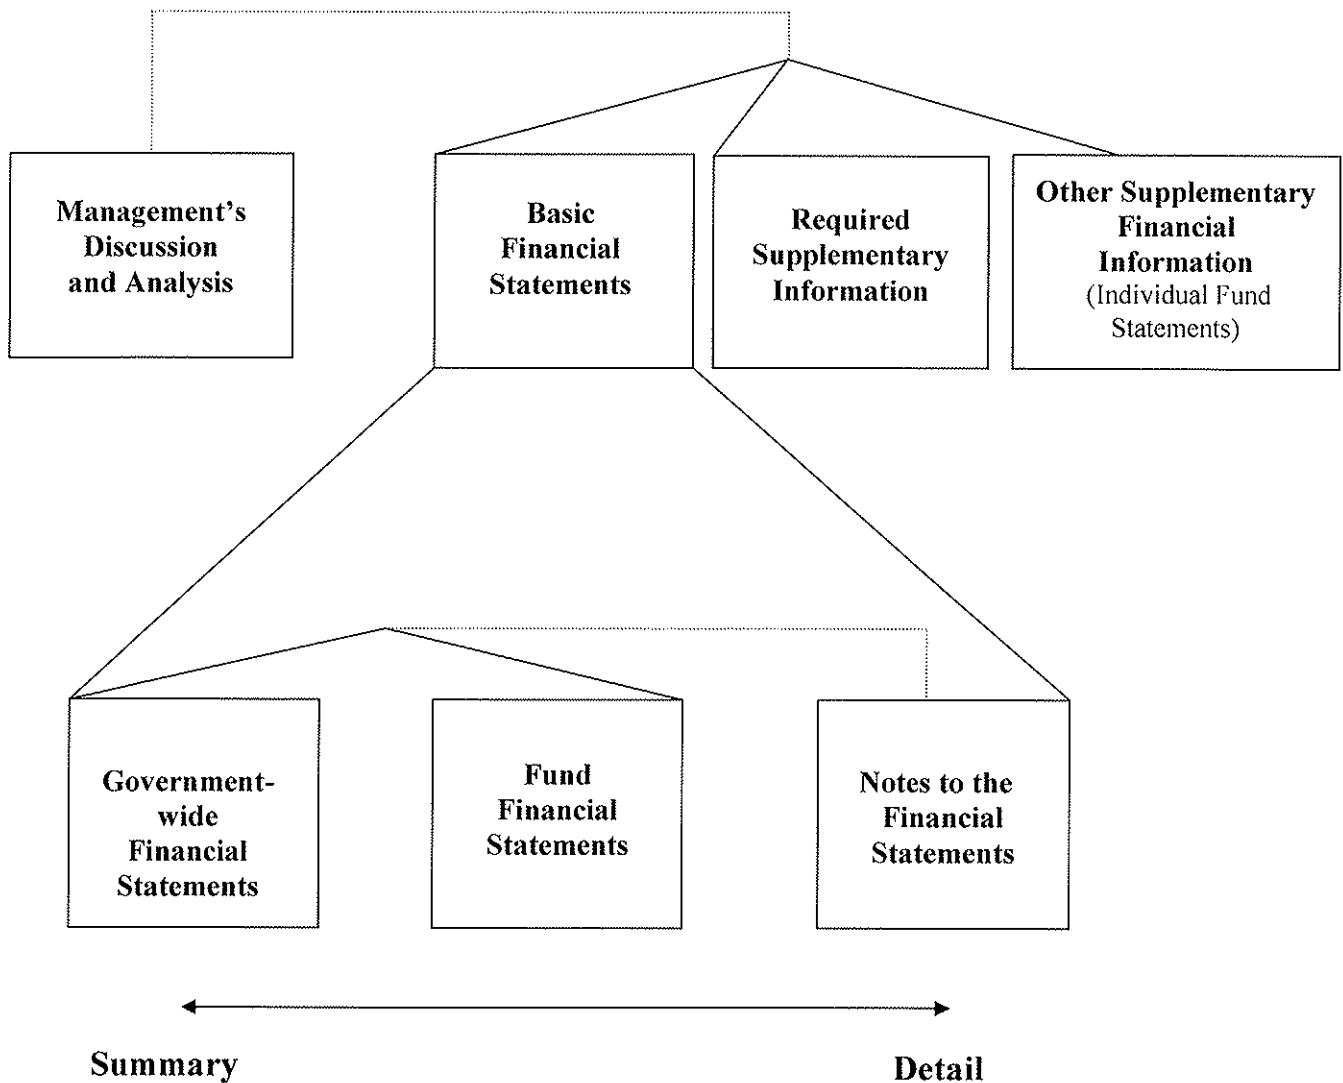 Management's
Discussion
and Analysis
Basic
Financial
Statements
Required
Supplementary
Information
Other Supplementary
Financial
Information
(Individual Fund
Statements)
Government-
wide
Financial
Statements
Fund
Financial
Statements
Notes to the
Financial
Statements
Summary
Detail